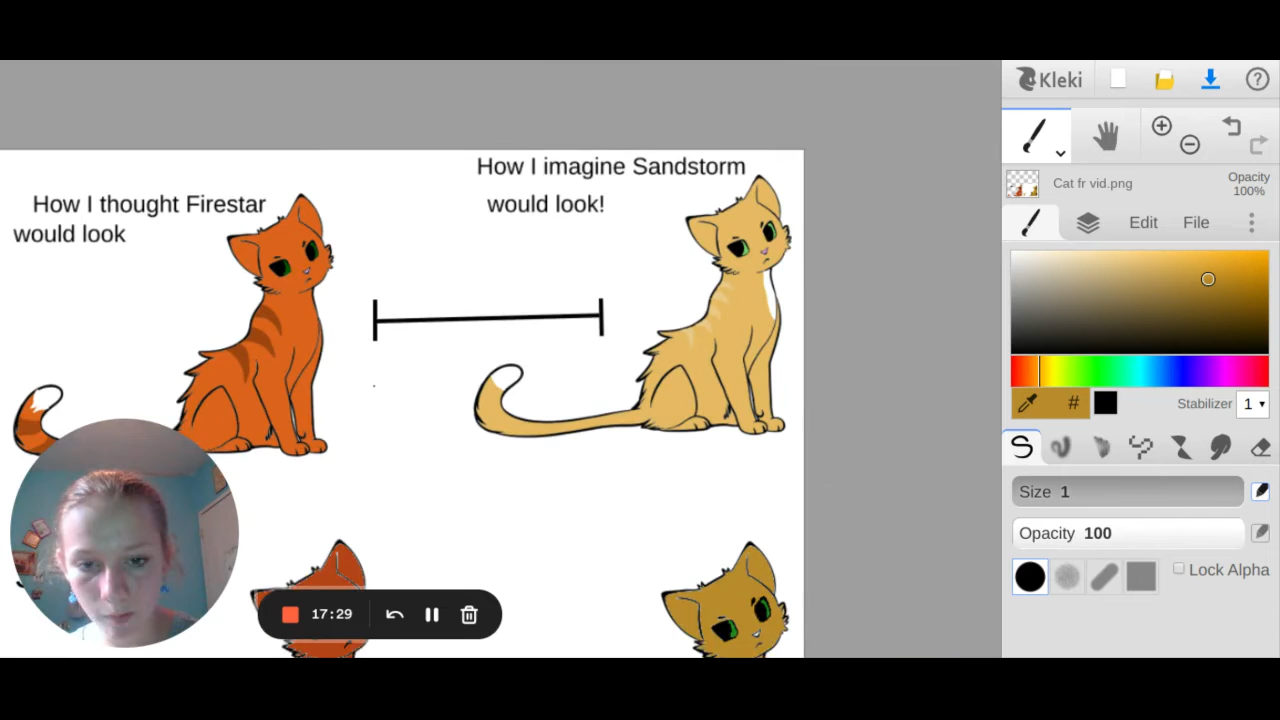 Kleki
How I imagine Sandstorm
would look!
How I thought Firestar
would look
Cat fr vid.png
Opacity
100%
Edit
File
#
Stabilizer
1
Size 1
Opacity 100
Lock Alpha
17:29